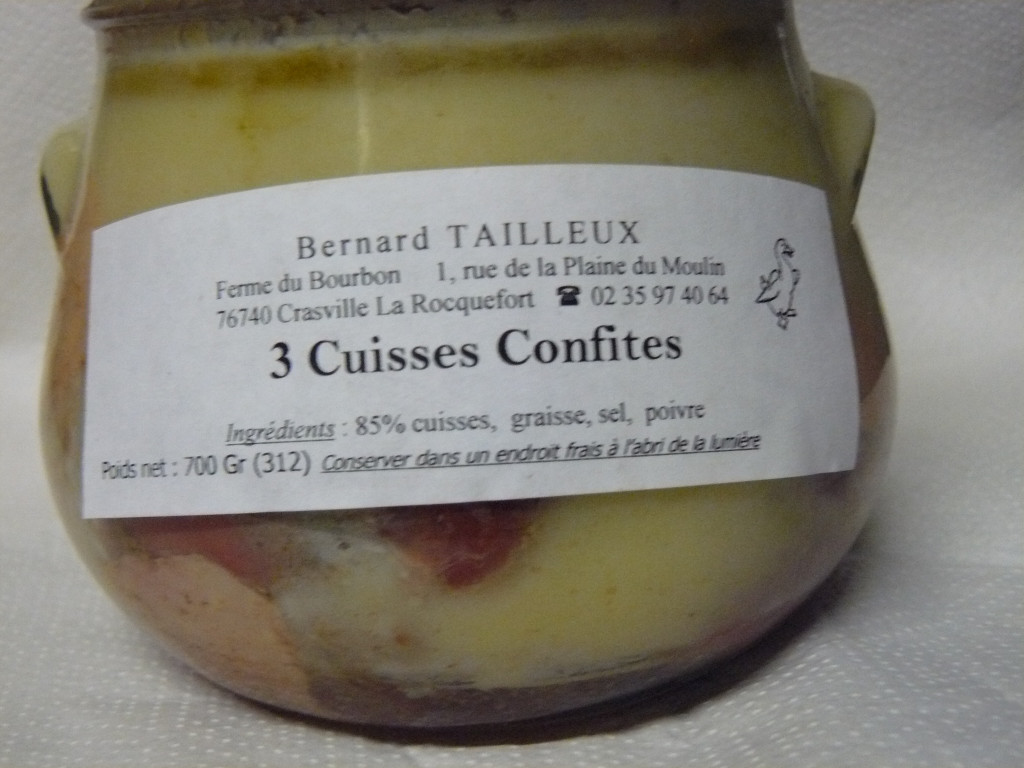 Bernard TAILLEUX
Ferme du Bourbon 1, rue de la Plaine du Moulin
76740 Crasville La Rocquefort ☎ 02 35 97 40 64
3 Cuisses Confites
Ingrédients : 85% cuisses, graisse, sel, poivre
Poids net : 700 Gr (312) Conserver dans un endroit frais à l'abri de la lumière